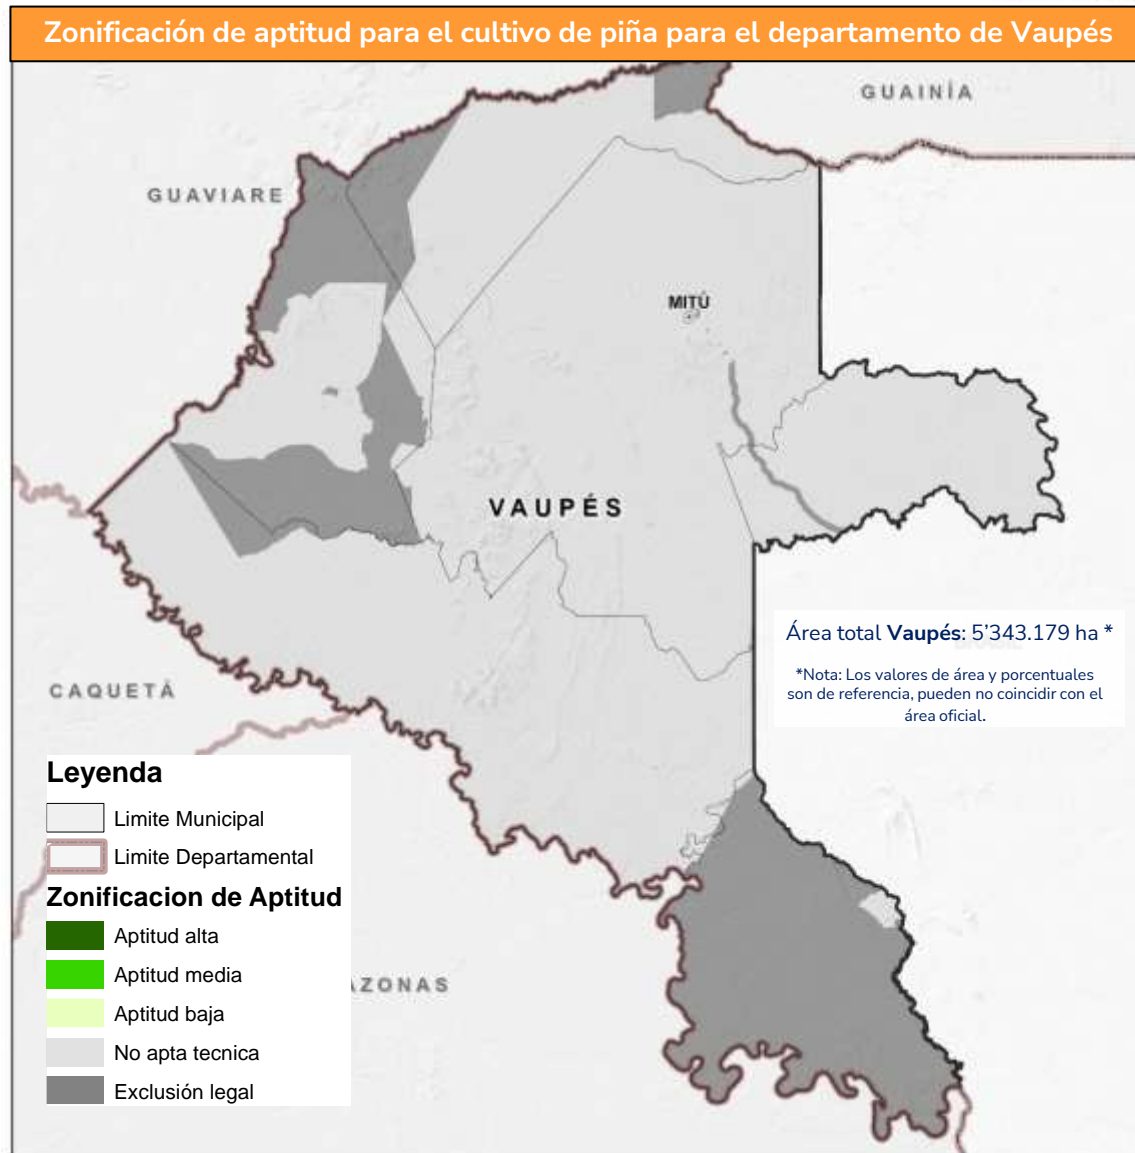 Zonificación de aptitud para el cultivo de piña para el departamento de Vaupés
GUAINÍA
GUAVIARE
MITÚ
VAUPÉS
Área total Vaupés: 5’343.179 ha *
*Nota: Los valores de área y porcentuales
son de referencia, pueden no coincidir con el
área oficial.
CAQUETÁ
AZONAS
Leyenda
Limite Municipal
Limite Departamental
Zonificacion de Aptitud
Aptitud alta
Aptitud media
Aptitud baja
No apta tecnica
Exclusión legal